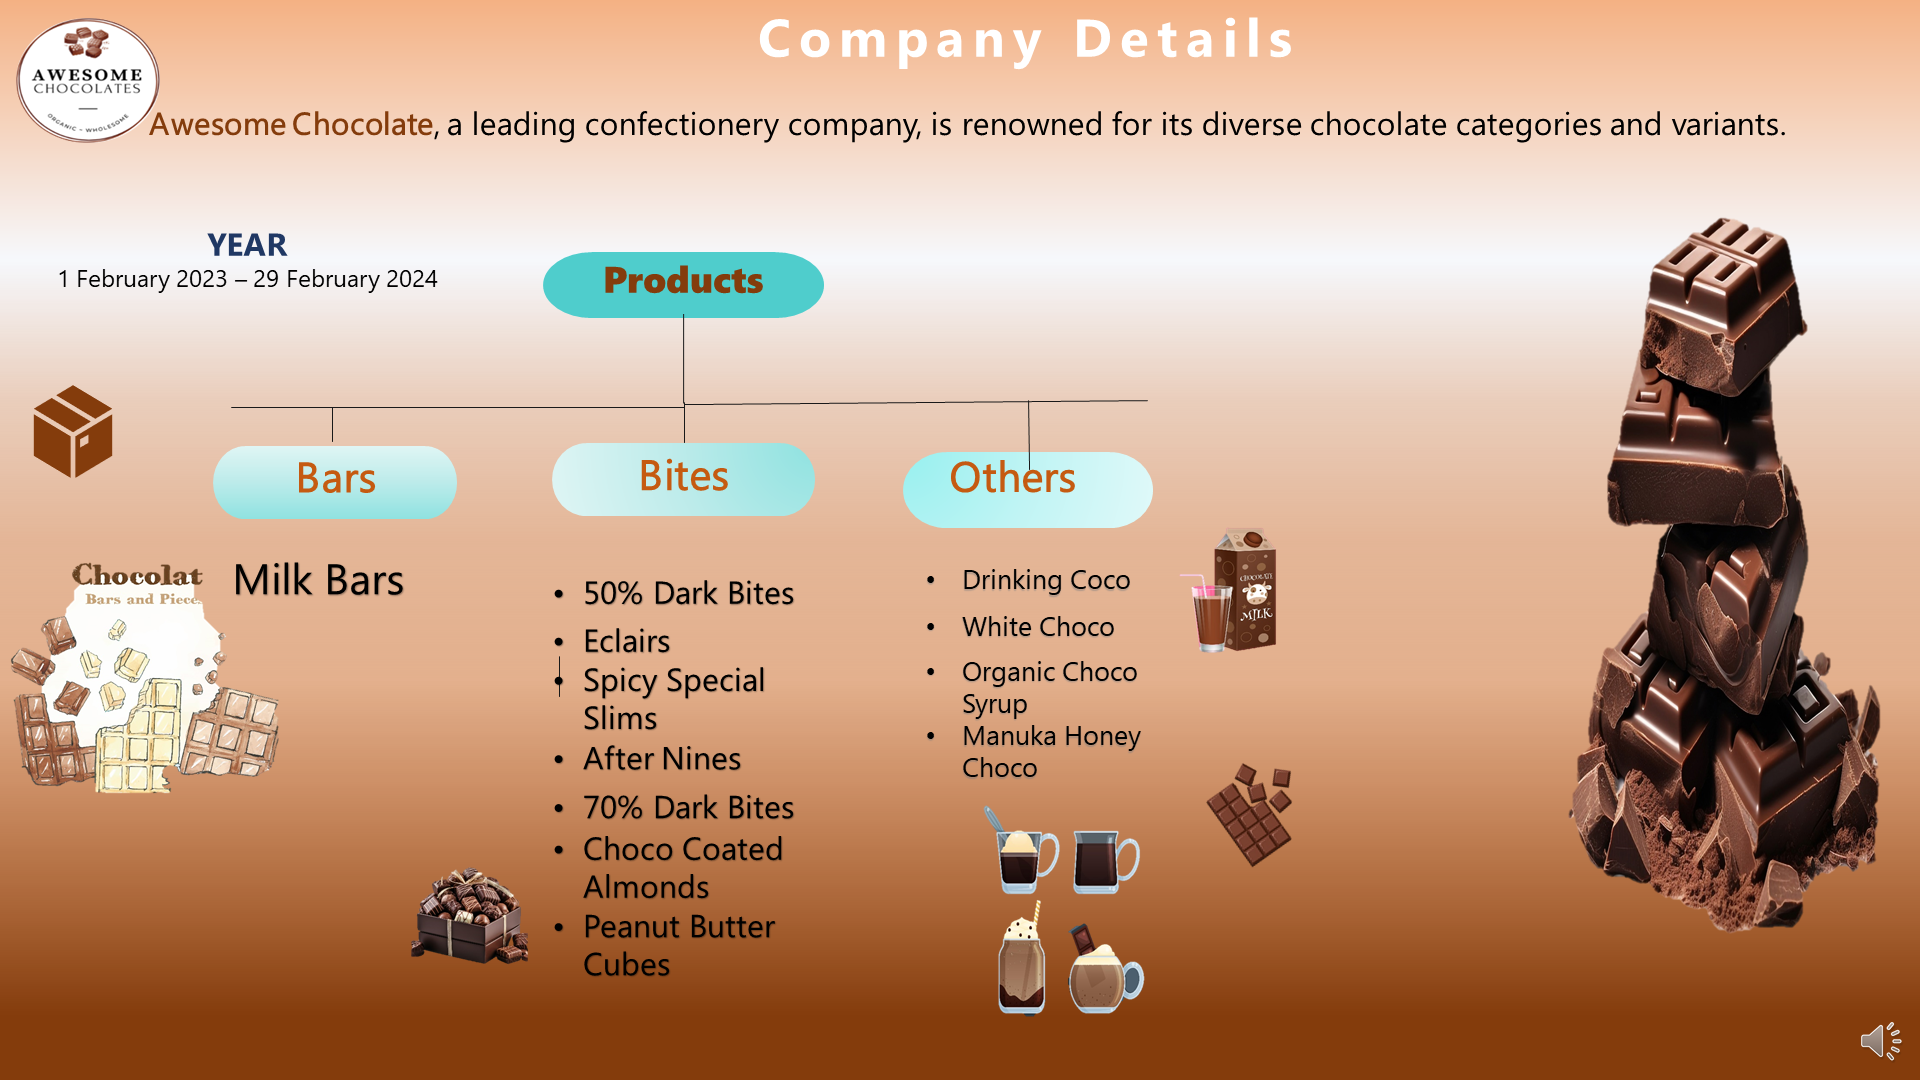 Company Details
AWESOME
CHOCOLATES
ORGANIC - WHOLESOME
Awesome Chocolate, a leading confectionery company, is renowned for its diverse chocolate categories and variants.
YEAR
1 February 2023 – 29 February 2024
Products
Bars
Bites
Others
Chocolat
Bars and Piece
Milk Bars
• 50% Dark Bites
• Eclairs
• Spicy Special
Slims
• After Nines
• 70% Dark Bites
• Choco Coated
Almonds
• Peanut Butter
Cubes
• Drinking Coco
• White Choco
• Organic Choco
Syrup
• Manuka Honey
Choco
CHOCOLATE
MILK